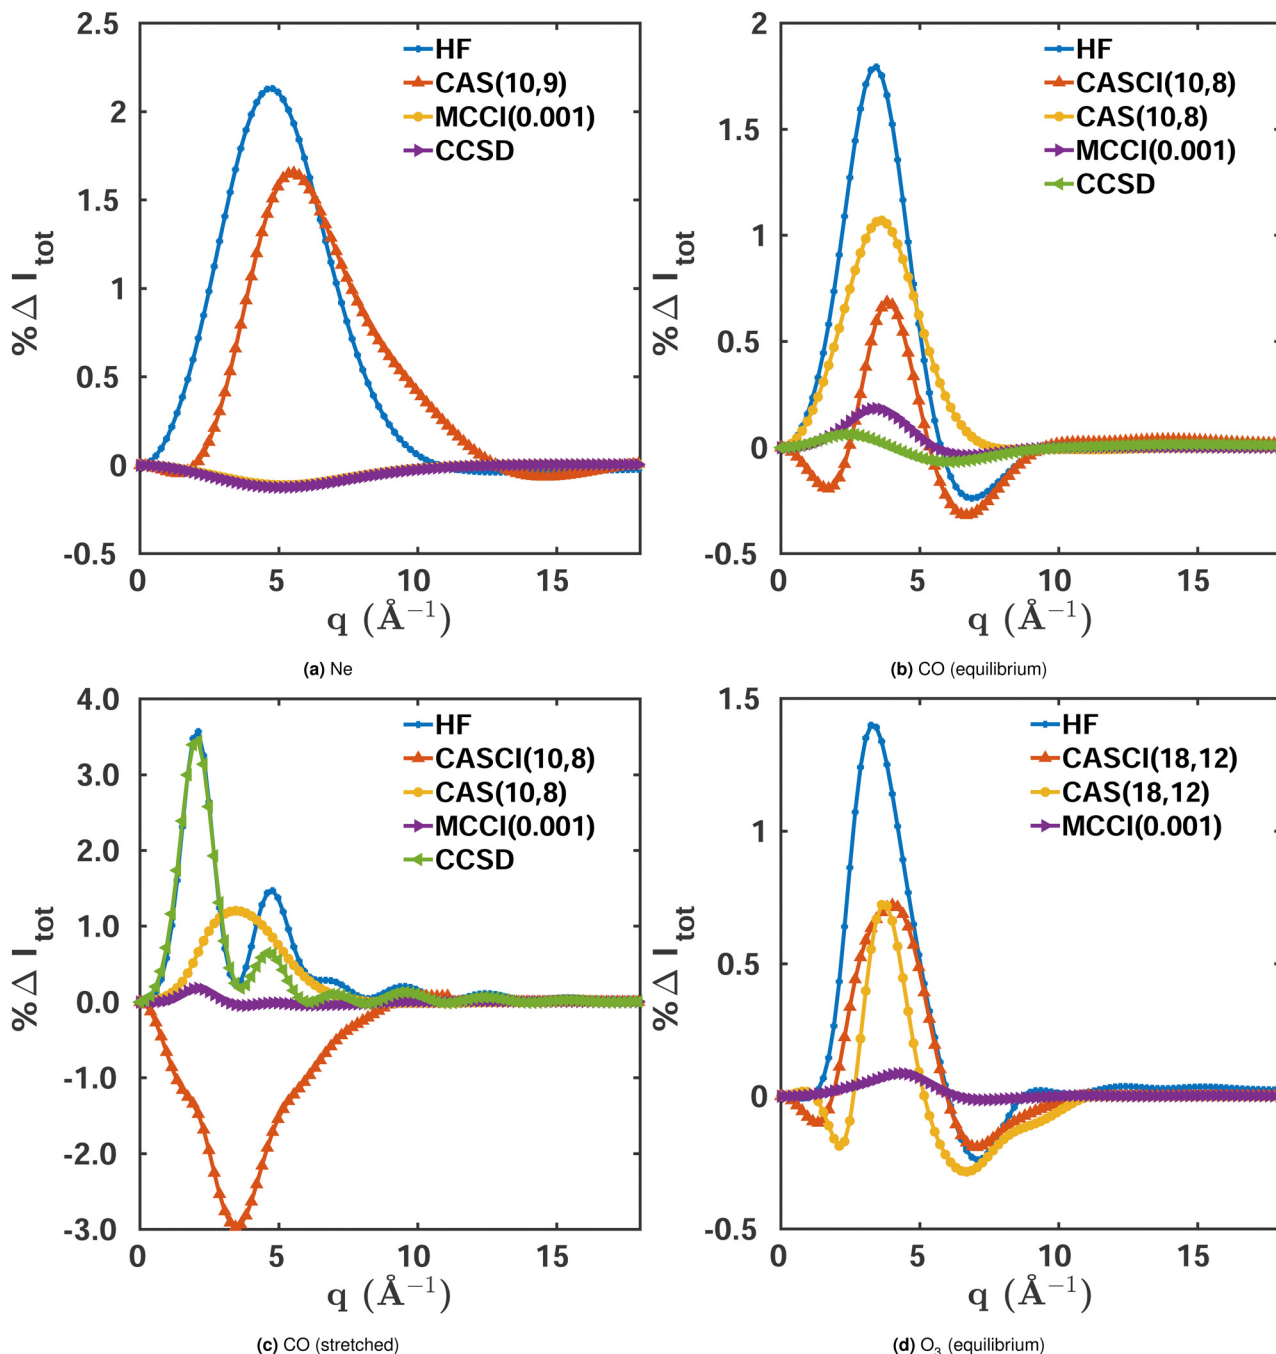 2.5
2
1.5
1
0.5
0
-0.5
% Δ I_tot
HF
CAS(10,9)
MCCI(0.001)
CCSD
0 5 10 15
q (Å⁻¹)
(a) Ne
2
1.5
1
0.5
0
-0.5
% Δ I_tot
HF
CASCI(10,8)
CAS(10,8)
MCCI(0.001)
CCSD
0 5 10 15
q (Å⁻¹)
(b) CO (equilibrium)
4.0
3.0
2.0
1.0
0.0
-1.0
-2.0
-3.0
% Δ I_tot
HF
CASCI(10,8)
CAS(10,8)
MCCI(0.001)
CCSD
0 5 10 15
q (Å⁻¹)
(c) CO (stretched)
1.5
1
0.5
0
-0.5
% Δ I_tot
HF
CASCI(18,12)
CAS(18,12)
MCCI(0.001)
0 5 10 15
q (Å⁻¹)
(d) O₃ (equilibrium)